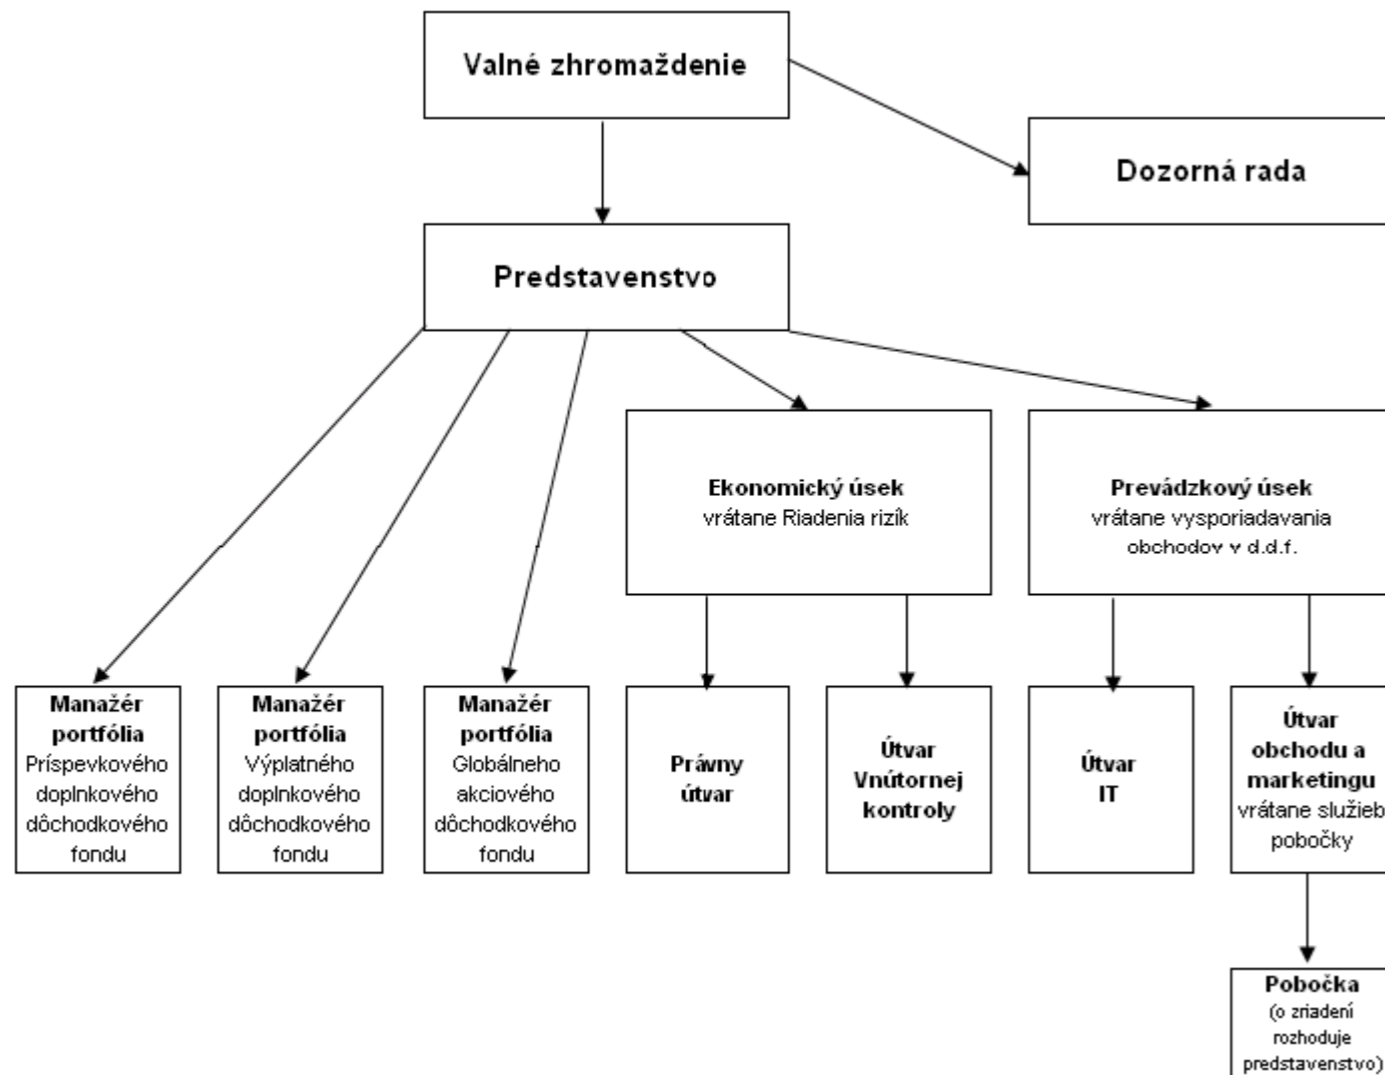 Valné zhromaždenie
Dozorná rada
Predstavenstvo
Ekonomický úsek
vrátane Riadenia rizík
Prevádzkový úsek
vrátane vysporiadavania
obchodov v d.d.f.
Manažér
portfólia
Príspevkového
doplnkového
dôchodkového
fondu
Manažér
portfólia
Výplatného
doplnkového
dôchodkového
fondu
Manažér
portfólia
Globálneho
akciového
dôchodkového
fondu
Právny
útvar
Útvar
Vnútornej
kontroly
Útvar
IT
Útvar
obchodu a
marketingu
vrátane služieb
pobočky
Pobočka
(o zriadení
rozhoduje
predstavenstvo)